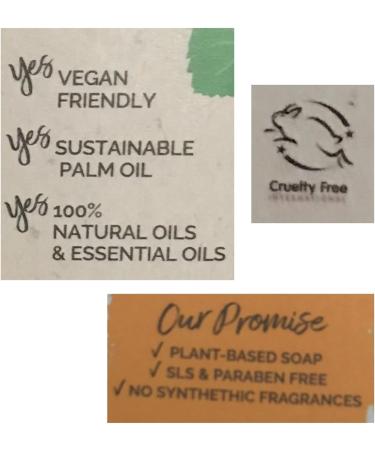 yes VEGAN
FRIENDLY
yes SUSTAINABLE
PALM OIL
yes 100%
NATURAL OILS
& ESSENTIAL OILS
Cruelty Free
INTERNATIONAL
Our Promise
✓ PLANT-BASED SOAP
✓ SLS & PARABEN FREE
✓ NO SYNTHETHIC FRAGRANCES